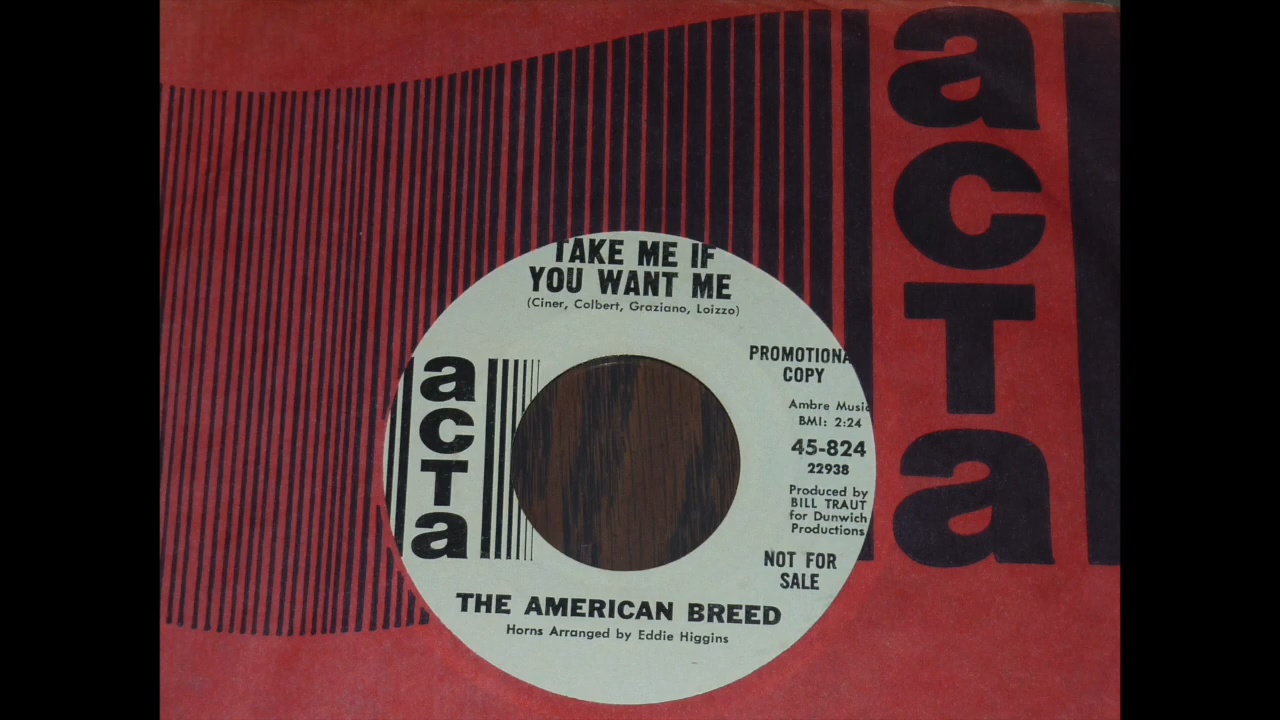 acTa
TAKE ME IF
YOU WANT ME
(Ciner, Colbert, Graziano, Loizzo)
acTa
PROMOTIONA
COPY
Ambre Music
BMI: 2:24
45-824
22938
Produced by
BILL TRAUT
for Dunwich
Productions
NOT FOR
SALE
THE AMERICAN BREED
Horns Arranged by Eddie Higgins